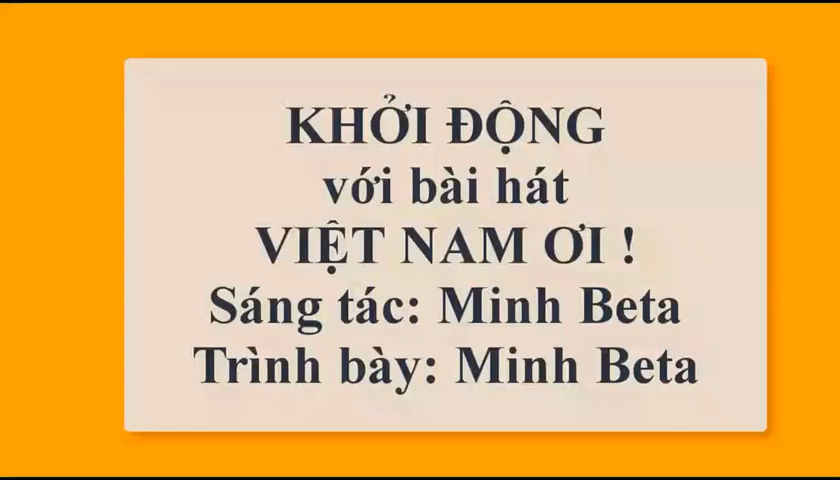 KHỞI ĐỘNG
với bài hát
VIỆT NAM ƠI !
Sáng tác: Minh Beta
Trình bày: Minh Beta